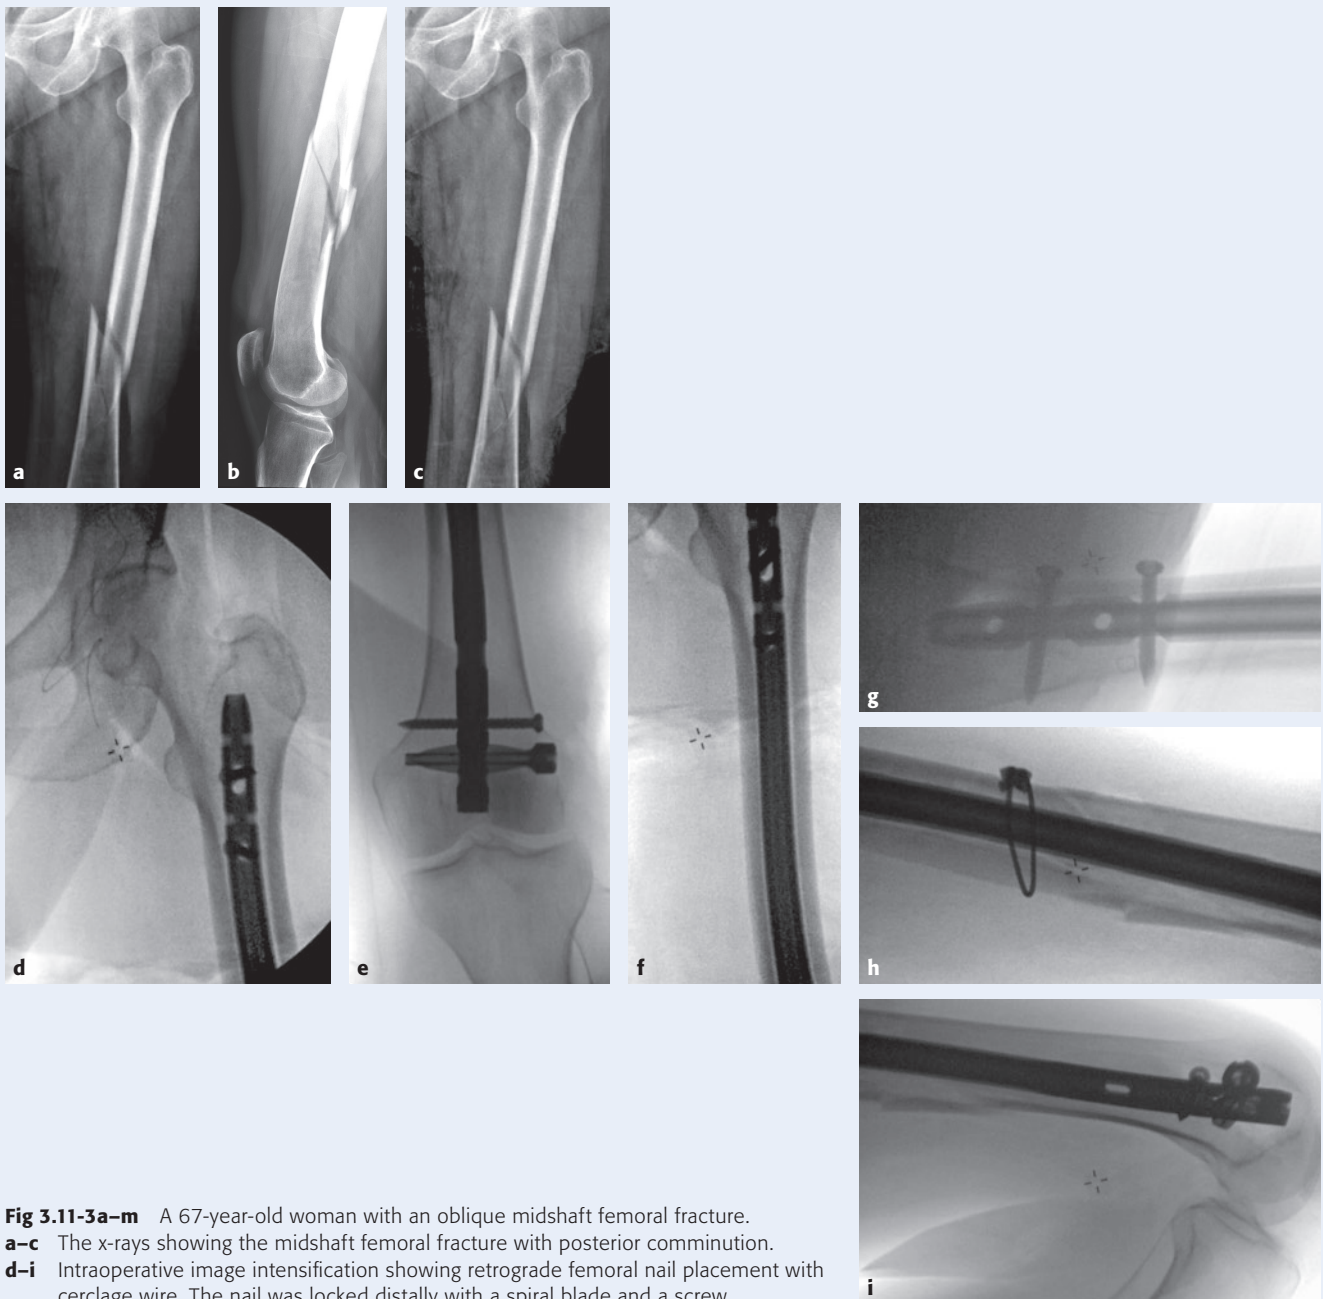 a
b
c
d
e
f
g
h
i
Fig 3.11-3a–m A 67-year-old woman with an oblique midshaft femoral fracture.
a–c The x-rays showing the midshaft femoral fracture with posterior comminution.
d–i Intraoperative image intensification showing retrograde femoral nail placement with
cerclage wire. The nail was locked distally with a spiral blade and a screw.